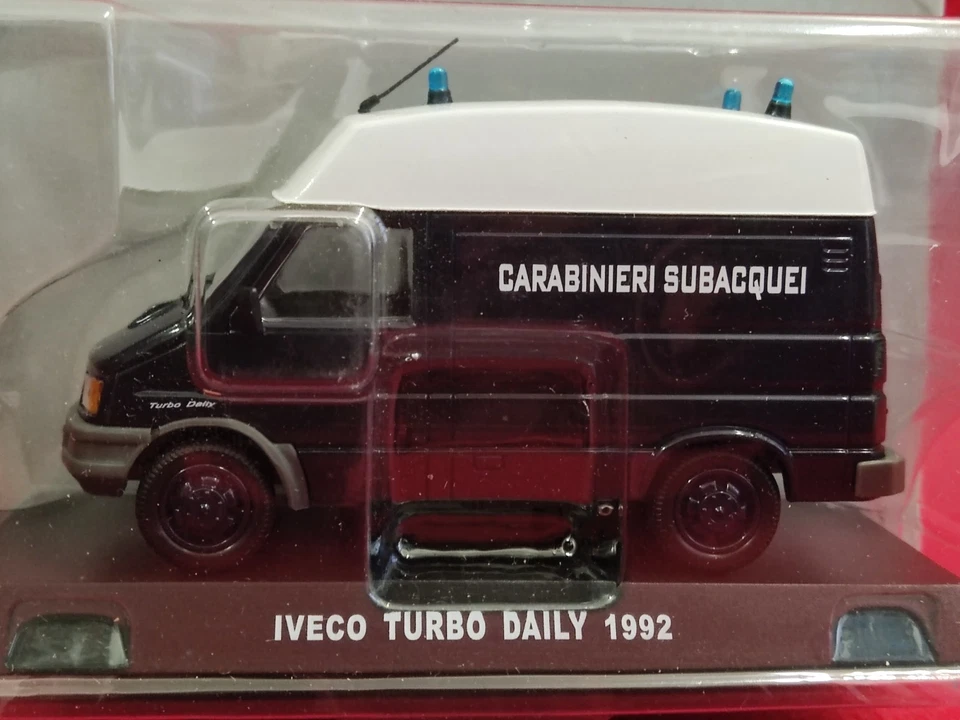 CARABINIERI SUBACQUEI
Turbo Daily
IVECO TURBO DAILY 1992